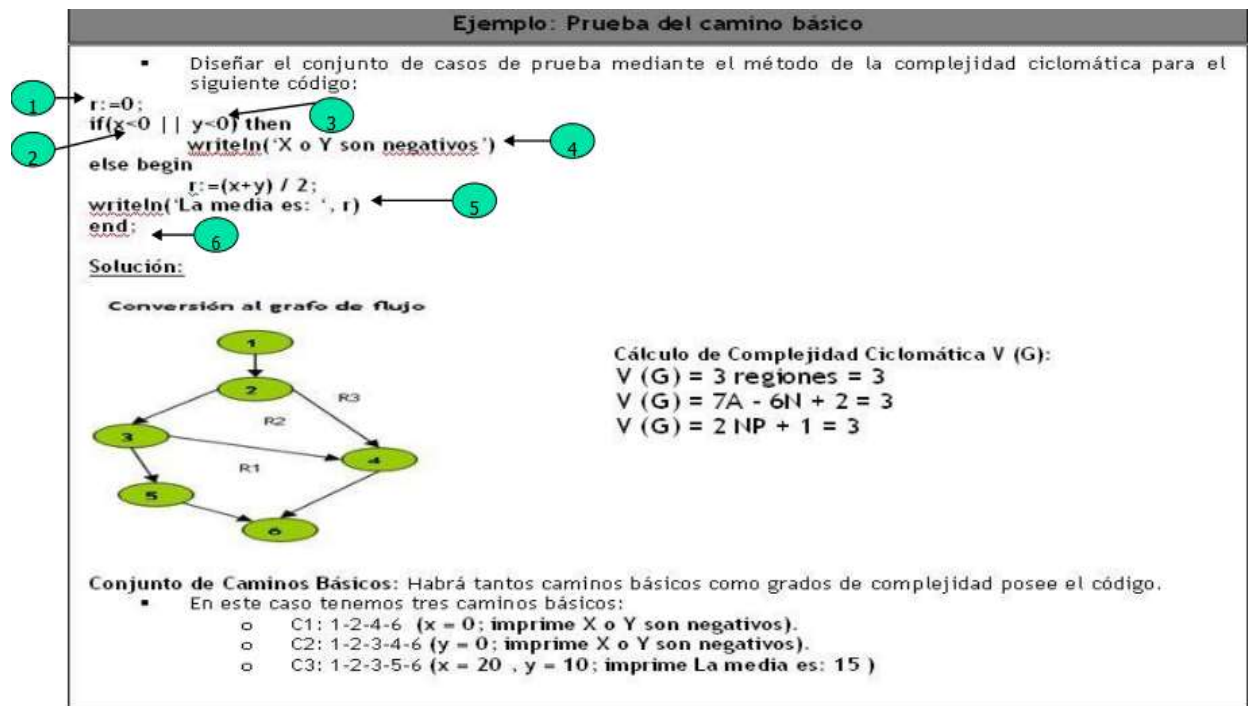 Ejemplo: Prueba del camino básico
▪ Diseñar el conjunto de casos de prueba mediante el método de la complejidad ciclomática para el
siguiente código:
1
r:=0;
if(x<0 || y<0) then
3
2
writeln('X o Y son negativos')
4
else begin
r:=(x+y) / 2;
writeln('La media es: ', r)
5
end;
6
Solución:
Conversión al grafo de flujo
1
2
R3
R2
3
4
R1
5
6
Cálculo de Complejidad Ciclomática V (G):
V (G) = 3 regiones = 3
V (G) = 7A - 6N + 2 = 3
V (G) = 2 NP + 1 = 3
Conjunto de Caminos Básicos: Habrá tantos caminos básicos como grados de complejidad posee el código.
▪ En este caso tenemos tres caminos básicos:
o C1: 1-2-4-6 (x = 0; imprime X o Y son negativos).
o C2: 1-2-3-4-6 (y = 0; imprime X o Y son negativos).
o C3: 1-2-3-5-6 (x = 20 , y = 10; imprime La media es: 15 )